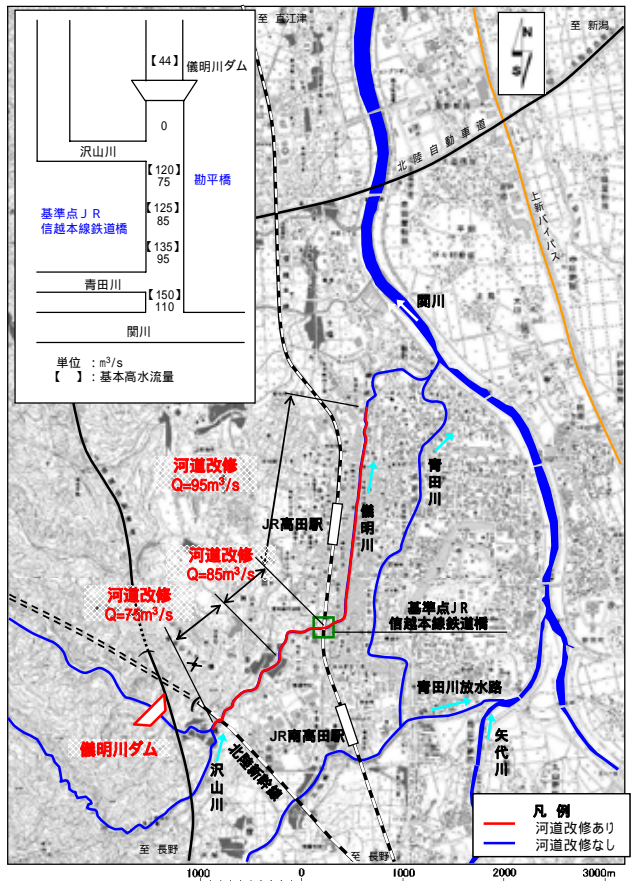 【44】
儀明川ダム
0
沢山川
【120】
75
勘平橋
【125】
85
基準点JR
信越本線鉄道橋
【135】
95
青田川
【150】
110
関川
単位 : m³/s
【 】: 基本高水流量
至 直江津
N
S
至 新潟
北陸自動車道
上新バイパス
関川
河道改修
Q=95m³/s
JR高田駅
儀明川
青田川
河道改修
Q=85m³/s
河道改修
Q=75m³/s
基準点JR
信越本線鉄道橋
青田川放水路
儀明川ダム
沢山川
北陸新幹線
JR南高田駅
矢代川
凡 例
河道改修あり
河道改修なし
至 長野
至 長野
1000
0
1000
2000
3000m